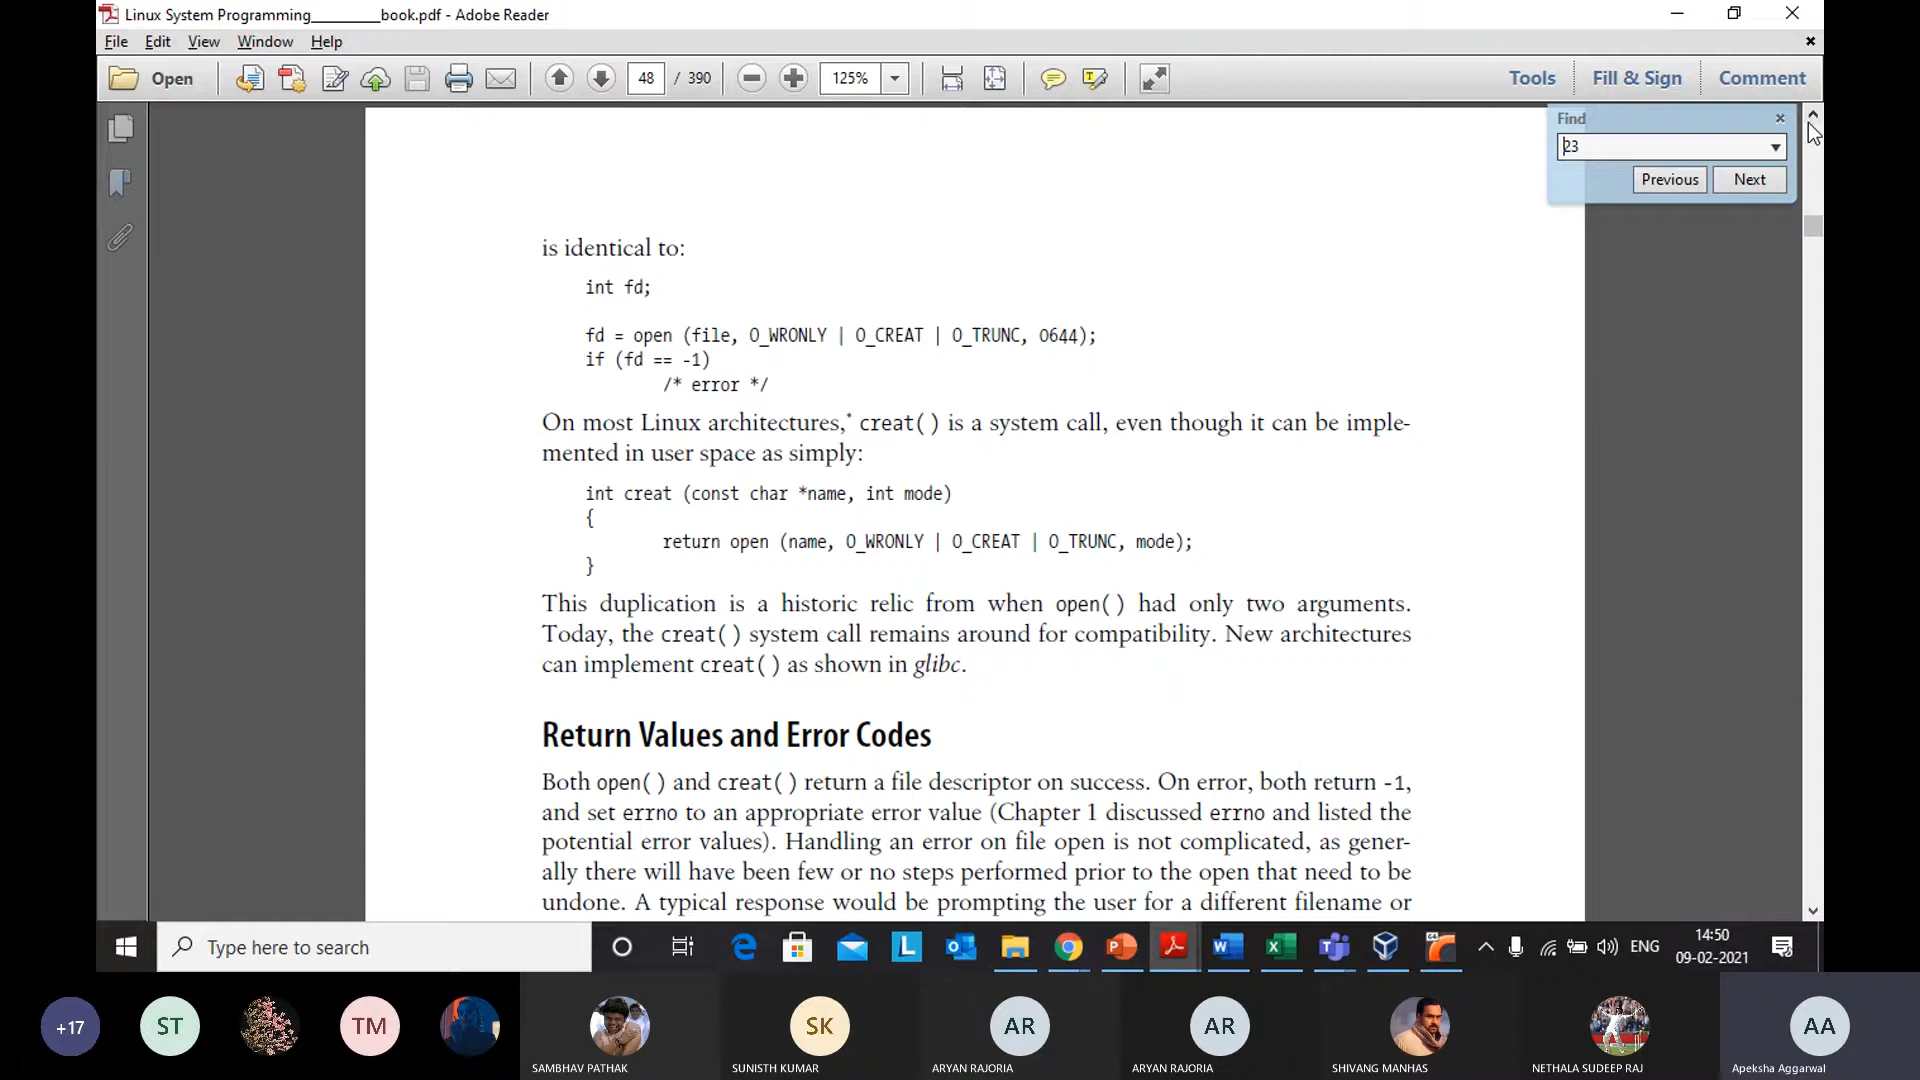 Linux System Programming_________book.pdf - Adobe Reader
File Edit View Window Help
Open 48 / 390 125% Tools Fill & Sign Comment
Find
23
Previous Next
is identical to:
int fd;
fd = open (file, O_WRONLY | O_CREAT | O_TRUNC, 0644);
if (fd == -1)
/* error */
On most Linux architectures,* creat( ) is a system call, even though it can be imple-
mented in user space as simply:
int creat (const char *name, int mode)
{
return open (name, O_WRONLY | O_CREAT | O_TRUNC, mode);
}
This duplication is a historic relic from when open( ) had only two arguments.
Today, the creat( ) system call remains around for compatibility. New architectures
can implement creat( ) as shown in glibc.
Return Values and Error Codes
Both open( ) and creat( ) return a file descriptor on success. On error, both return -1,
and set errno to an appropriate error value (Chapter 1 discussed errno and listed the
potential error values). Handling an error on file open is not complicated, as gener-
ally there will have been few or no steps performed prior to the open that need to be
undone. A typical response would be prompting the user for a different filename or
Type here to search
ENG
14:50
09-02-2021
+17 ST TM SK AR AR AA
SAMBHAV PATHAK SUNISTH KUMAR ARYAN RAJORIA ARYAN RAJORIA SHIVANG MANHAS NETHALA SUDEEP RAJ Apeksha Aggarwal